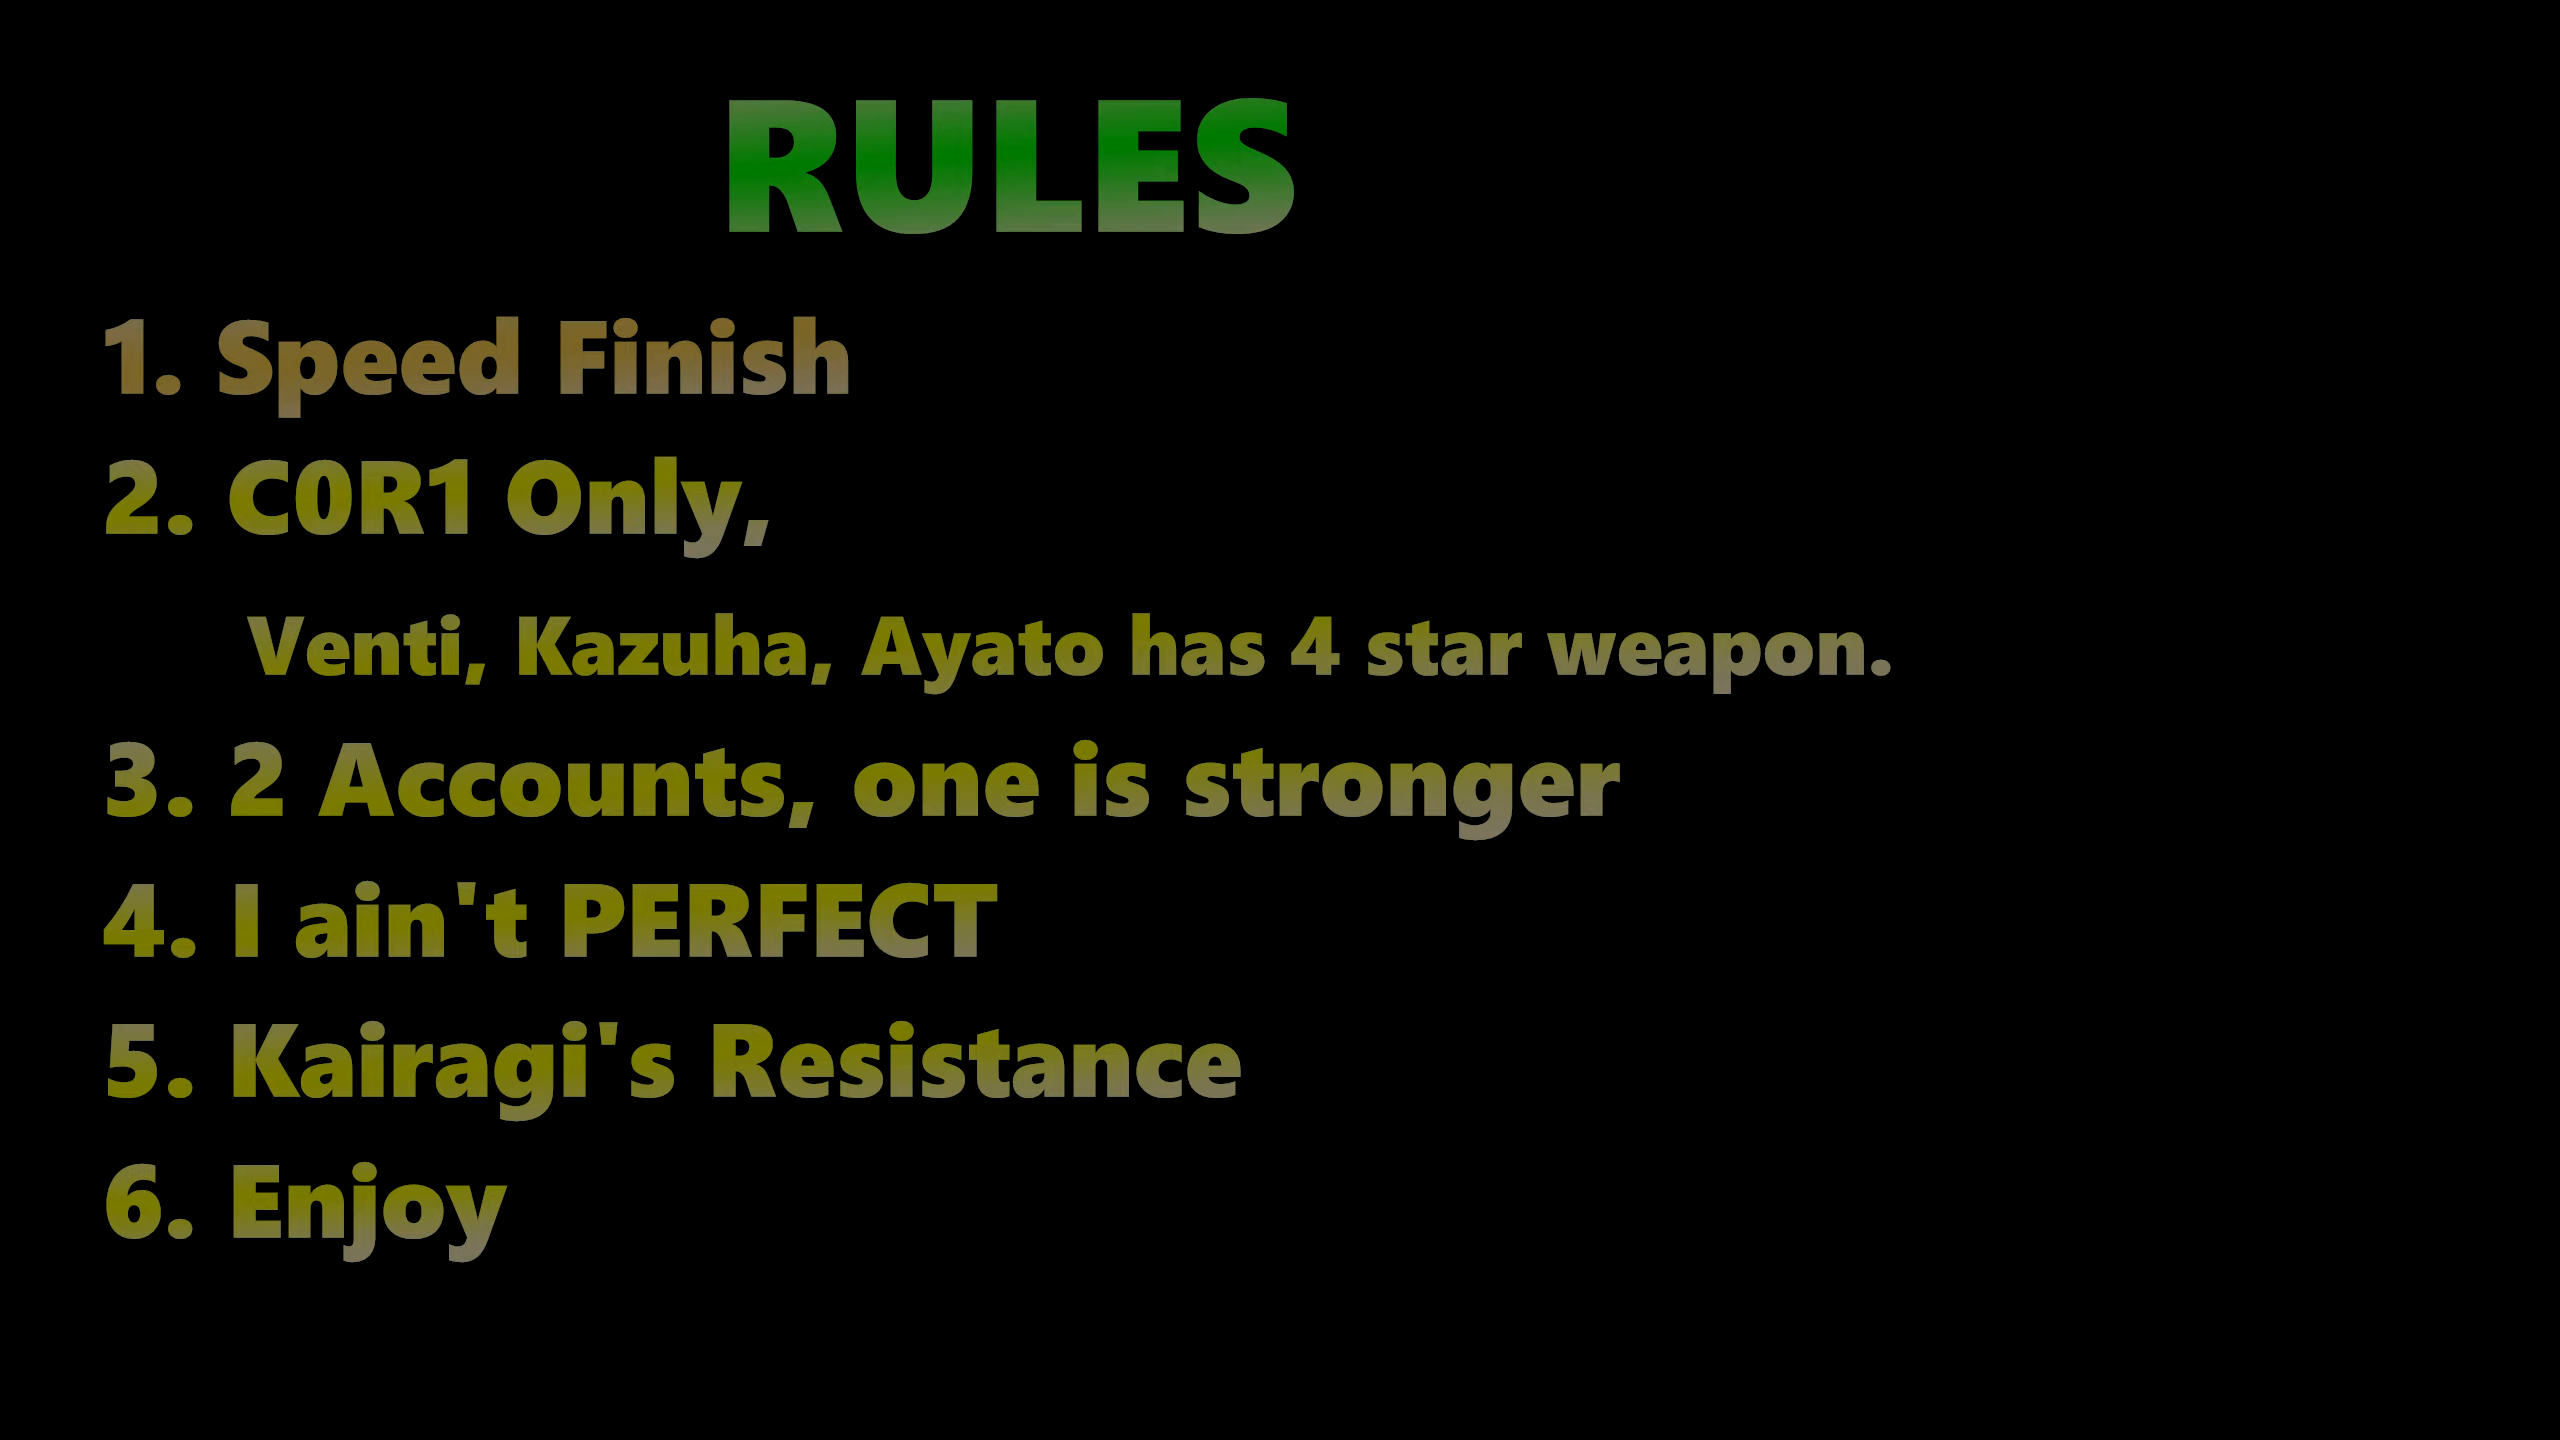 RULES
1. Speed Finish
2. C0R1 Only,
Venti, Kazuha, Ayato has 4 star weapon.
3. 2 Accounts, one is stronger
4. I ain't PERFECT
5. Kairagi's Resistance
6. Enjoy